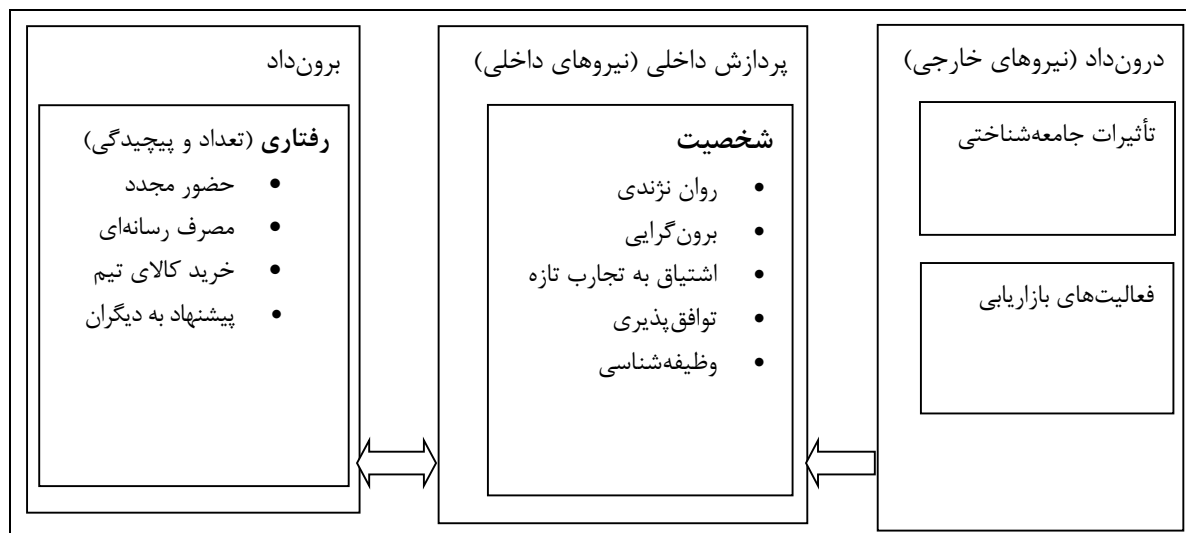 درون‌داد (نیروهای خارجی)
تأثیرات جامعه‌شناختی
فعالیت‌های بازاریابی
پردازش داخلی (نیروهای داخلی)
شخصیت
• روان نژندی
• برون‌گرایی
• اشتیاق به تجارب تازه
• توافق‌پذیری
• وظیفه‌شناسی
برون‌داد
رفتاری (تعداد و پیچیدگی)
• حضور مجدد
• مصرف رسانه‌ای
• خرید کالای تیم
• پیشنهاد به دیگران